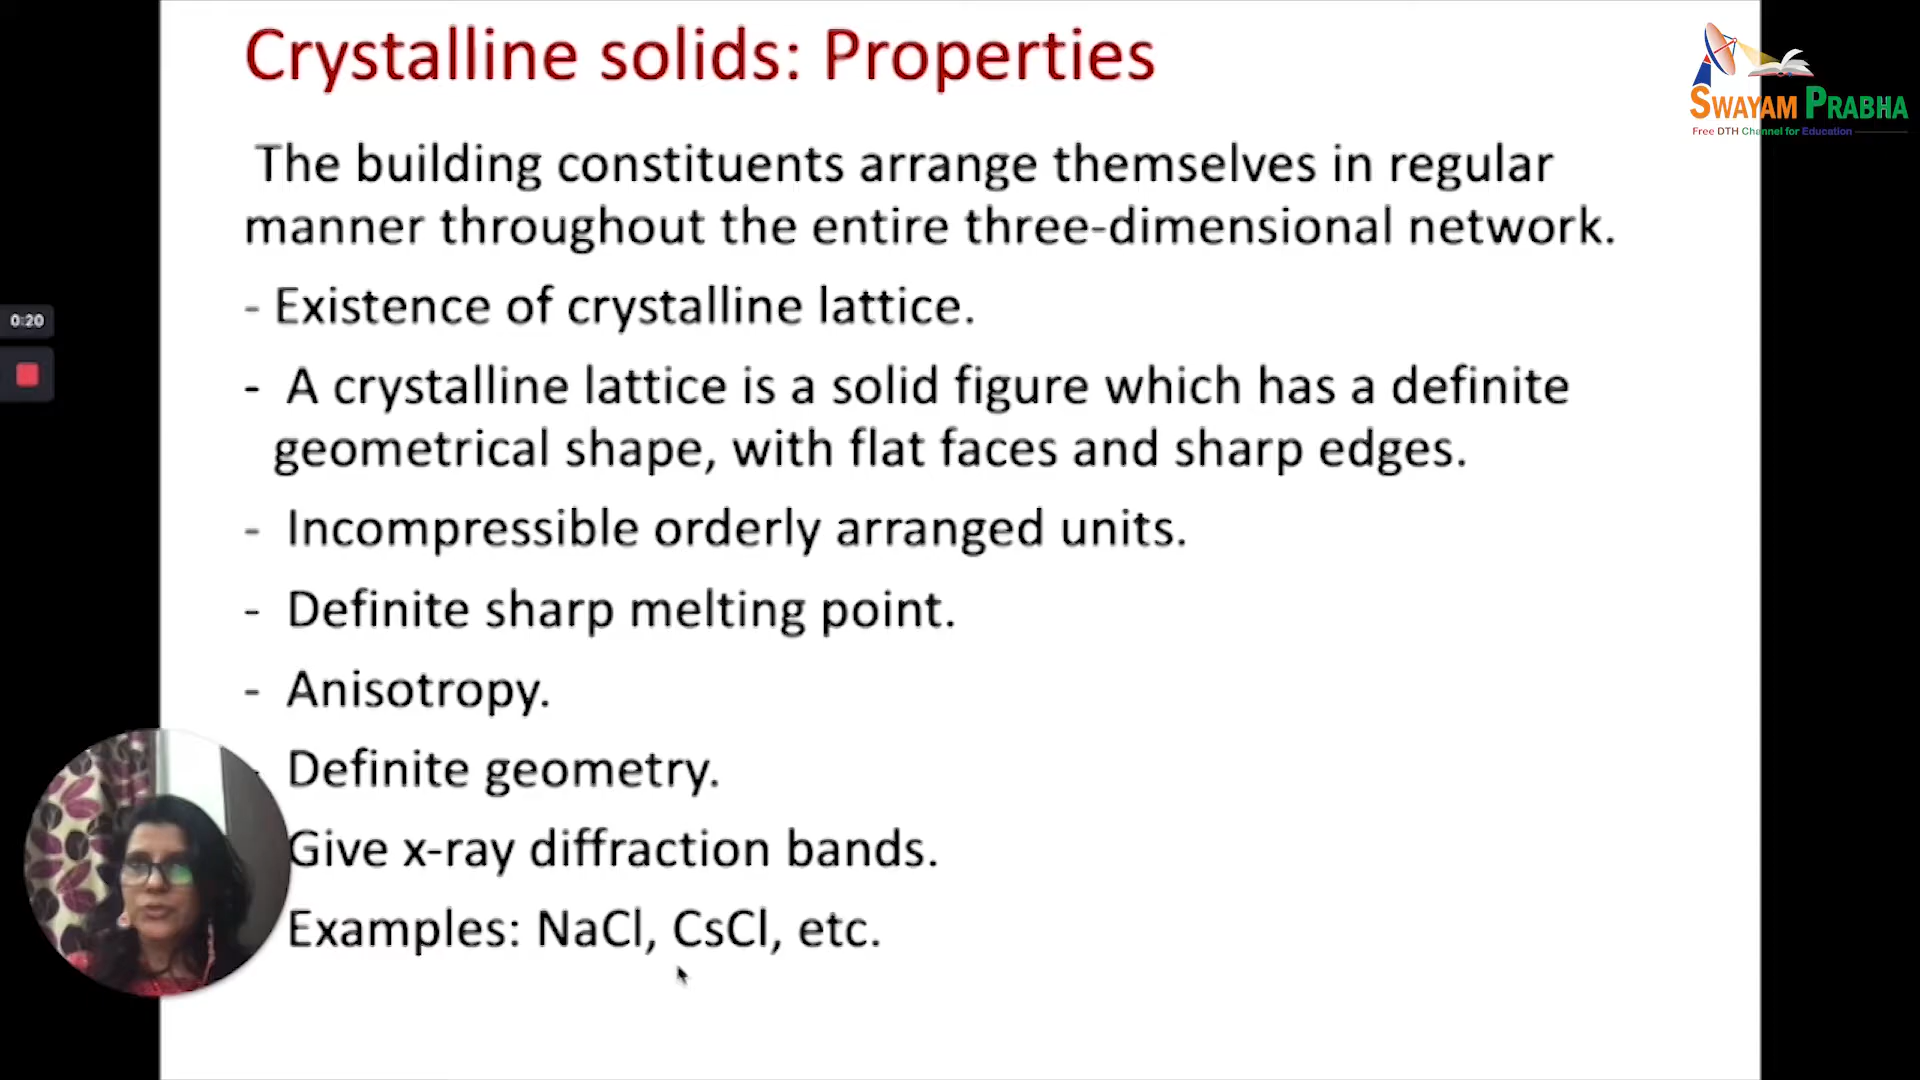 Crystalline solids: Properties
SWAYAM PRABHA
Free DTH Channel for Education
The building constituents arrange themselves in regular
manner throughout the entire three-dimensional network.
- Existence of crystalline lattice.
0:20
- A crystalline lattice is a solid figure which has a definite
geometrical shape, with flat faces and sharp edges.
- Incompressible orderly arranged units.
- Definite sharp melting point.
- Anisotropy.
- Definite geometry.
Give x-ray diffraction bands.
Examples: NaCl, CsCl, etc.